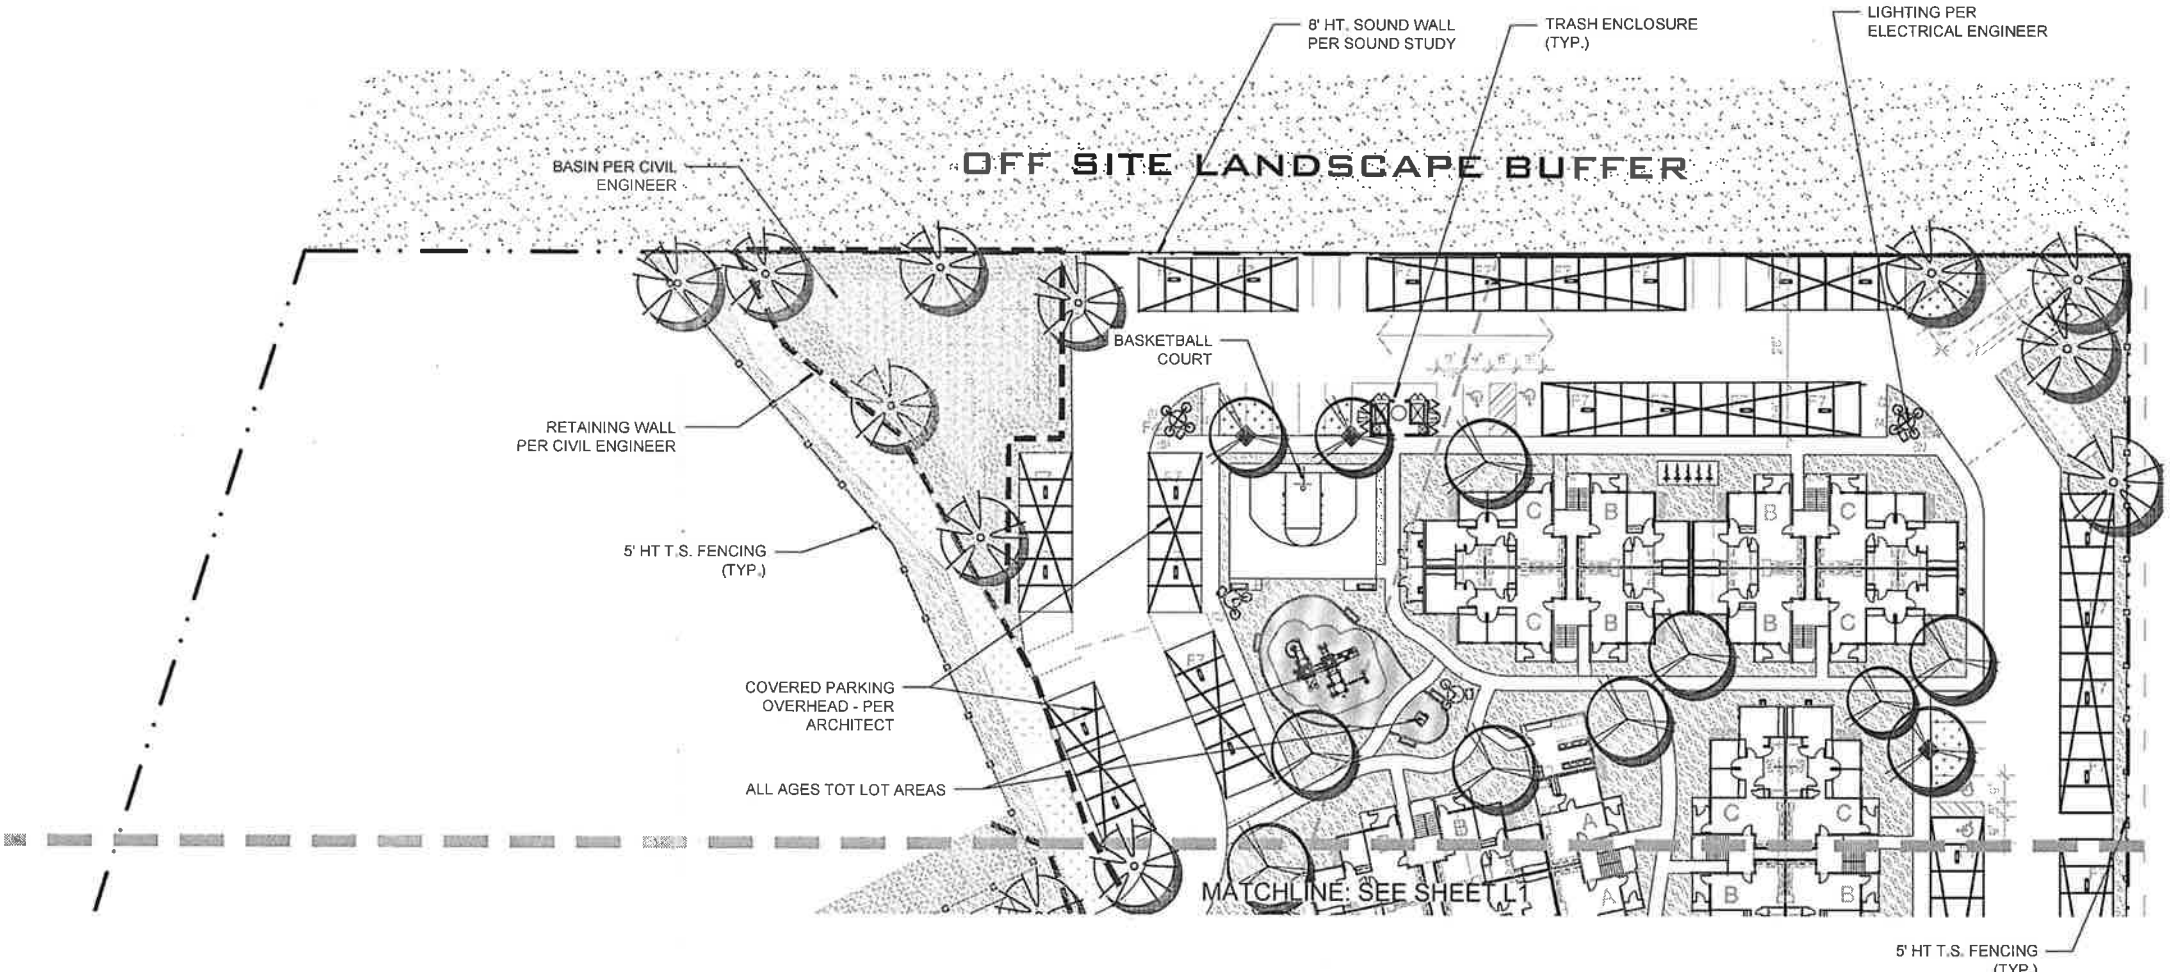 8' HT. SOUND WALL
PER SOUND STUDY
TRASH ENCLOSURE
(TYP.)
LIGHTING PER
ELECTRICAL ENGINEER
BASIN PER CIVIL
ENGINEER
OFF SITE LANDSCAPE BUFFER
BASKETBALL
COURT
RETAINING WALL
PER CIVIL ENGINEER
5' HT T.S. FENCING
(TYP.)
C
B
B
C
C
B
B
C
COVERED PARKING
OVERHEAD - PER
ARCHITECT
ALL AGES TOT LOT AREAS
B
A
C
C
MATCHLINE: SEE SHEET L1
A
B
B
5' HT T.S. FENCING
(TYP.)